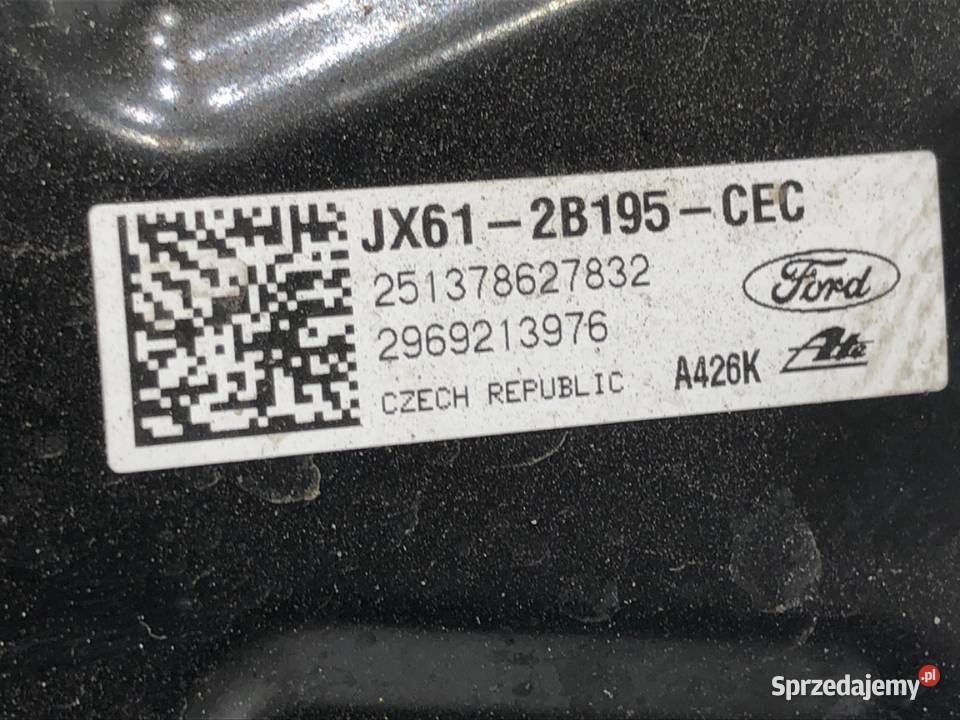 JX61-2B195-CEC
251378627832
2969213976
CZECH REPUBLIC
A426K
Ford
Ate
Sprzedajemy.pl